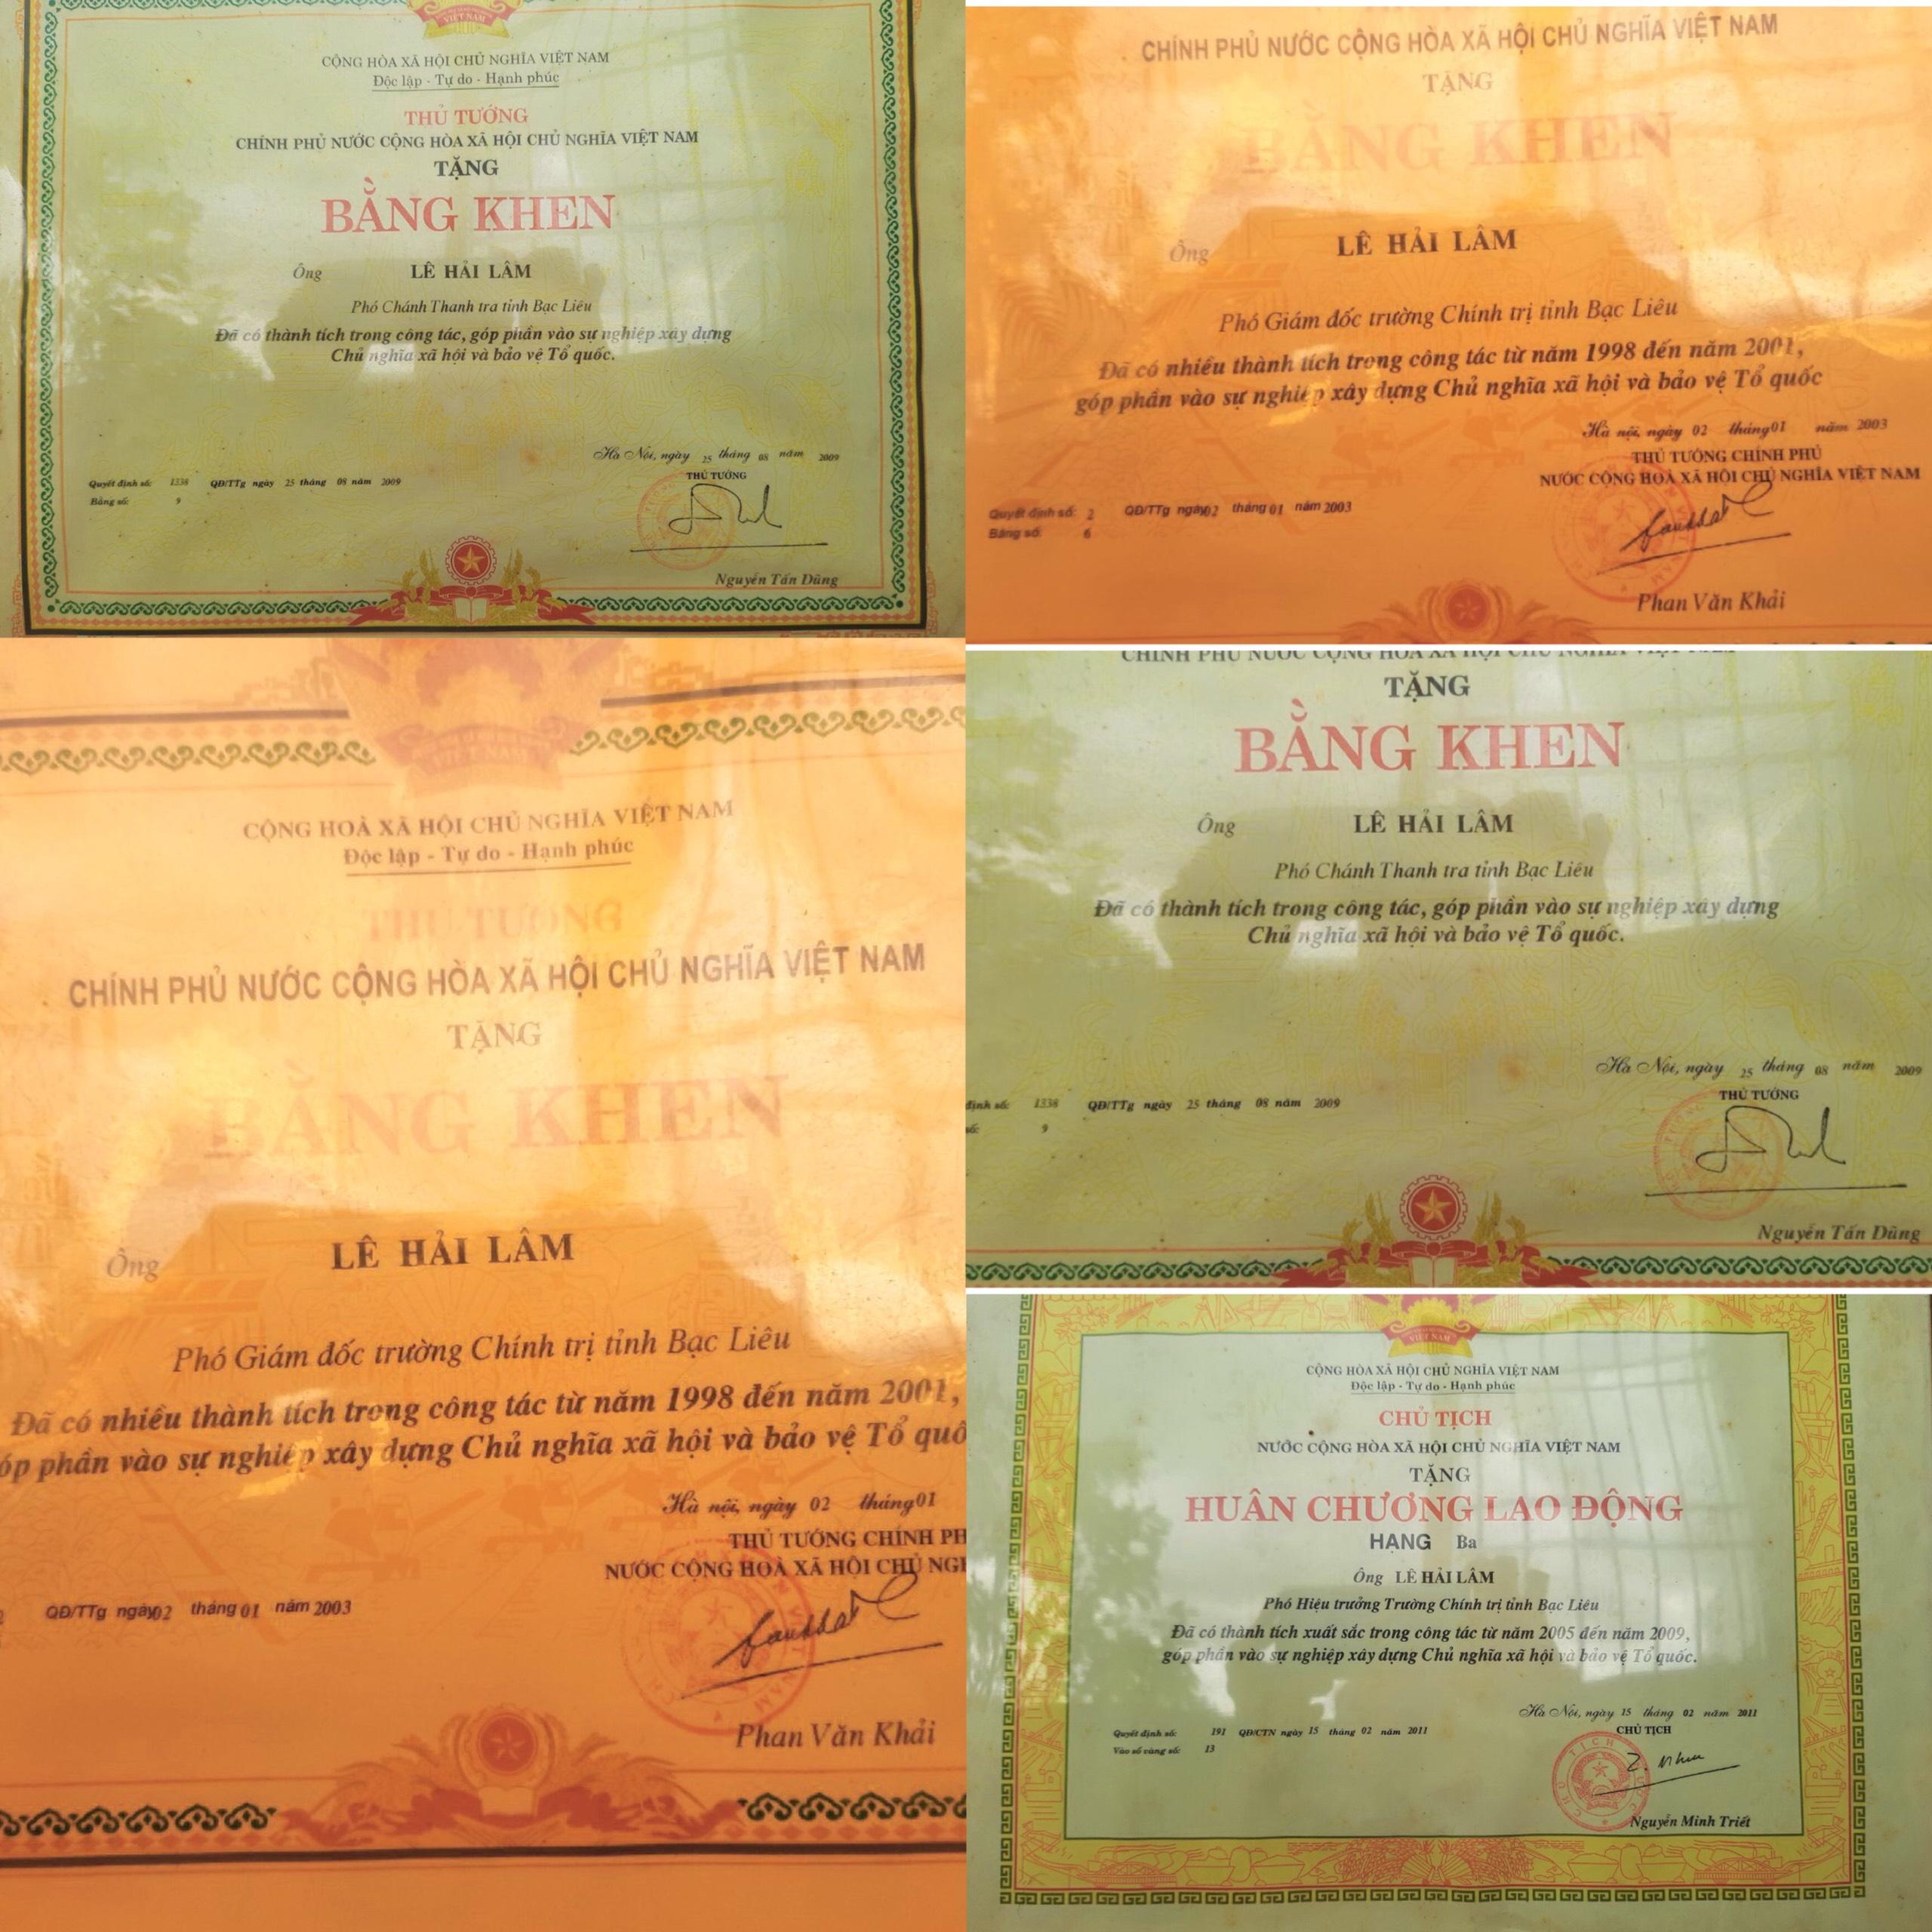 VIỆT NAM
CỘNG HÒA XÃ HỘI CHỦ NGHĨA VIỆT NAM
Độc lập - Tự do - Hạnh phúc
THỦ TƯỚNG
CHÍNH PHỦ NƯỚC CỘNG HÒA XÃ HỘI CHỦ NGHĨA VIỆT NAM
TẶNG
BẰNG KHEN
Ông LÊ HẢI LÂM
Phó Chánh Thanh tra tỉnh Bạc Liêu
Đã có thành tích trong công tác, góp phần vào sự nghiệp xây dựng
Chủ nghĩa xã hội và bảo vệ Tổ quốc.
Hà Nội, ngày 25 tháng 08 năm 2009
Quyết định số: 1338 QĐ/TTg ngày 25 tháng 08 năm 2009
THỦ TƯỚNG
Bằng số: 9
Nguyễn Tấn Dũng
CHÍNH PHỦ NƯỚC CỘNG HÒA XÃ HỘI CHỦ NGHĨA VIỆT NAM
TẶNG
BẰNG KHEN
Ông LÊ HẢI LÂM
Phó Giám đốc trường Chính trị tỉnh Bạc Liêu
Đã có nhiều thành tích trong công tác từ năm 1998 đến năm 2001,
góp phần vào sự nghiệp xây dựng Chủ nghĩa xã hội và bảo vệ Tổ quốc
Hà nội, ngày 02 tháng 01 năm 2003
THỦ TƯỚNG CHÍNH PHỦ
NƯỚC CỘNG HOÀ XÃ HỘI CHỦ NGHĨA VIỆT NAM
Quyết định số: 2 QĐ/TTg ngày 02 tháng 01 năm 2003
Bằng số: 6
Phan Văn Khải
VIỆT NAM
CỘNG HOÀ XÃ HỘI CHỦ NGHĨA VIỆT NAM
Độc lập - Tự do - Hạnh phúc
THỦ TƯỚNG
CHÍNH PHỦ NƯỚC CỘNG HÒA XÃ HỘI CHỦ NGHĨA VIỆT NAM
TẶNG
BẰNG KHEN
Ông LÊ HẢI LÂM
Phó Giám đốc trường Chính trị tỉnh Bạc Liêu
Đã có nhiều thành tích trong công tác từ năm 1998 đến năm 2001,
óp phần vào sự nghiệp xây dựng Chủ nghĩa xã hội và bảo vệ Tổ quố
Hà nội, ngày 02 tháng 01
THỦ TƯỚNG CHÍNH PH
NƯỚC CỘNG HOÀ XÃ HỘI CHỦ NGH
QĐ/TTg ngày 02 tháng 01 năm 2003
Phan Văn Khải
CHÍNH PHỦ NƯỚC CỘNG HÒA XÃ HỘI CHỦ NGHĨA VIỆT NAM
TẶNG
BẰNG KHEN
Ông LÊ HẢI LÂM
Phó Chánh Thanh tra tỉnh Bạc Liêu
Đã có thành tích trong công tác, góp phần vào sự nghiệp xây dựng
Chủ nghĩa xã hội và bảo vệ Tổ quốc.
Hà Nội, ngày 25 tháng 08 năm 2009
định số: 1338 QĐ/TTg ngày 25 tháng 08 năm 2009
THỦ TƯỚNG
số: 9
Nguyễn Tấn Dũng
VIỆT NAM
CỘNG HÒA XÃ HỘI CHỦ NGHĨA VIỆT NAM
Độc lập - Tự do - Hạnh phúc
CHỦ TỊCH
NƯỚC CỘNG HÒA XÃ HỘI CHỦ NGHĨA VIỆT NAM
TẶNG
HUÂN CHƯƠNG LAO ĐỘNG
HẠNG Ba
Ông LÊ HẢI LÂM
Phó Hiệu trưởng Trường Chính trị tỉnh Bạc Liêu
Đã có thành tích xuất sắc trong công tác từ năm 2005 đến năm 2009,
góp phần vào sự nghiệp xây dựng Chủ nghĩa xã hội và bảo vệ Tổ quốc.
Hà Nội, ngày 15 tháng 02 năm 2011
Quyết định số: 191 QĐ/CTN ngày 15 tháng 02 năm 2011
CHỦ TỊCH
Vào sổ vàng số: 13
Nguyễn Minh Triết